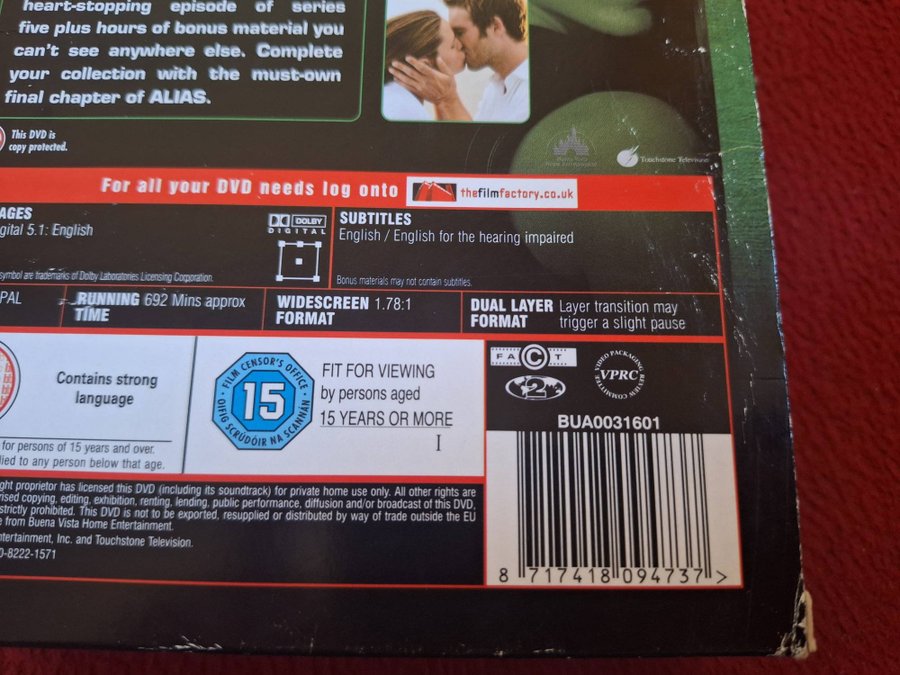 heart-stopping episode of series
five plus hours of bonus material you
can't see anywhere else. Complete
your collection with the must-own
final chapter of ALIAS.
This DVD is
copy protected.
Buena Vista
Home Entertainment
Touchstone Television
For all your DVD needs log onto thefilmfactory.co.uk
AGES
gital 5.1: English
DOLBY
DIGITAL
symbol are trademarks of Dolby Laboratories Licensing Corporation.
SUBTITLES
English / English for the hearing impaired
Bonus materials may not contain subtitles.
PAL
RUNNING TIME 692 Mins approx
WIDESCREEN FORMAT 1.78:1
DUAL LAYER FORMAT Layer transition may
trigger a slight pause
Contains strong
language
for persons of 15 years and over.
lied to any person below that age.
FILM CENSOR'S OFFICE
15
OIFIG SCRÚDÓIR NA SCANNÁN
FIT FOR VIEWING
by persons aged
15 YEARS OR MORE
I
FACT
2
VIDEO PACKAGING REVIEW COMMITTEE
VPRC
BUA0031601
8 717418 094737 >
ght proprietor has licensed this DVD (including its soundtrack) for private home use only. All other rights are
rised copying, editing, exhibition, renting, lending, public performance, diffusion and/or broadcast of this DVD,
strictly prohibited. This DVD is not to be exported, resupplied or distributed by way of trade outside the EU
e from Buena Vista Home Entertainment.
ntertainment, Inc. and Touchstone Television.
0-8222-1571